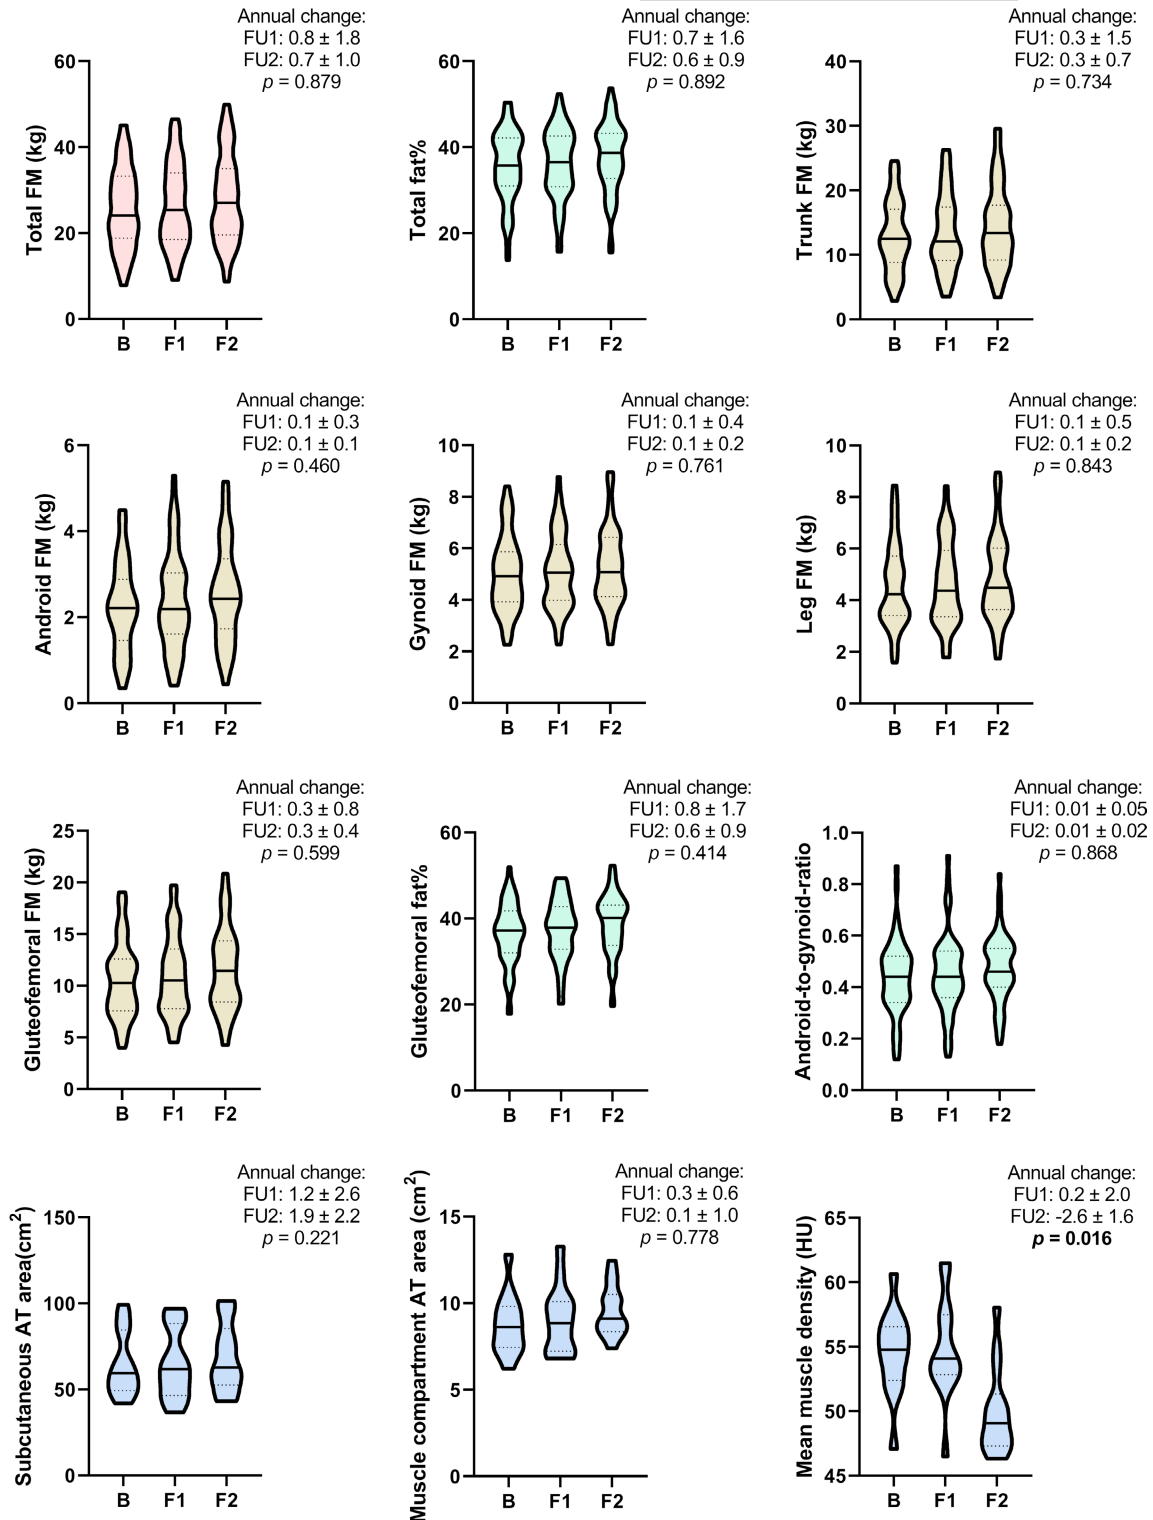 Annual change:
FU1: 0.8 ± 1.8
FU2: 0.7 ± 1.0
p = 0.879
Total FM (kg)
60
40
20
0
B F1 F2
Annual change:
FU1: 0.7 ± 1.6
FU2: 0.6 ± 0.9
p = 0.892
Total fat%
60
40
20
0
B F1 F2
Annual change:
FU1: 0.3 ± 1.5
FU2: 0.3 ± 0.7
p = 0.734
Trunk FM (kg)
40
30
20
10
0
B F1 F2
Annual change:
FU1: 0.1 ± 0.3
FU2: 0.1 ± 0.1
p = 0.460
Android FM (kg)
6
4
2
0
B F1 F2
Annual change:
FU1: 0.1 ± 0.4
FU2: 0.1 ± 0.2
p = 0.761
Gynoid FM (kg)
10
8
6
4
2
0
B F1 F2
Annual change:
FU1: 0.1 ± 0.5
FU2: 0.1 ± 0.2
p = 0.843
Leg FM (kg)
10
8
6
4
2
0
B F1 F2
Annual change:
FU1: 0.3 ± 0.8
FU2: 0.3 ± 0.4
p = 0.599
Gluteofemoral FM (kg)
25
20
15
10
5
0
B F1 F2
Annual change:
FU1: 0.8 ± 1.7
FU2: 0.6 ± 0.9
p = 0.414
Gluteofemoral fat%
60
40
20
0
B F1 F2
Annual change:
FU1: 0.01 ± 0.05
FU2: 0.01 ± 0.02
p = 0.868
Android-to-gynoid-ratio
1.0
0.8
0.6
0.4
0.2
0.0
B F1 F2
Annual change:
FU1: 1.2 ± 2.6
FU2: 1.9 ± 2.2
p = 0.221
Subcutaneous AT area(cm²)
150
100
50
0
B F1 F2
Annual change:
FU1: 0.3 ± 0.6
FU2: 0.1 ± 1.0
p = 0.778
Muscle compartment AT area (cm²)
15
10
5
0
B F1 F2
Annual change:
FU1: 0.2 ± 2.0
FU2: -2.6 ± 1.6
p = 0.016
Mean muscle density (HU)
65
60
55
50
45
B F1 F2